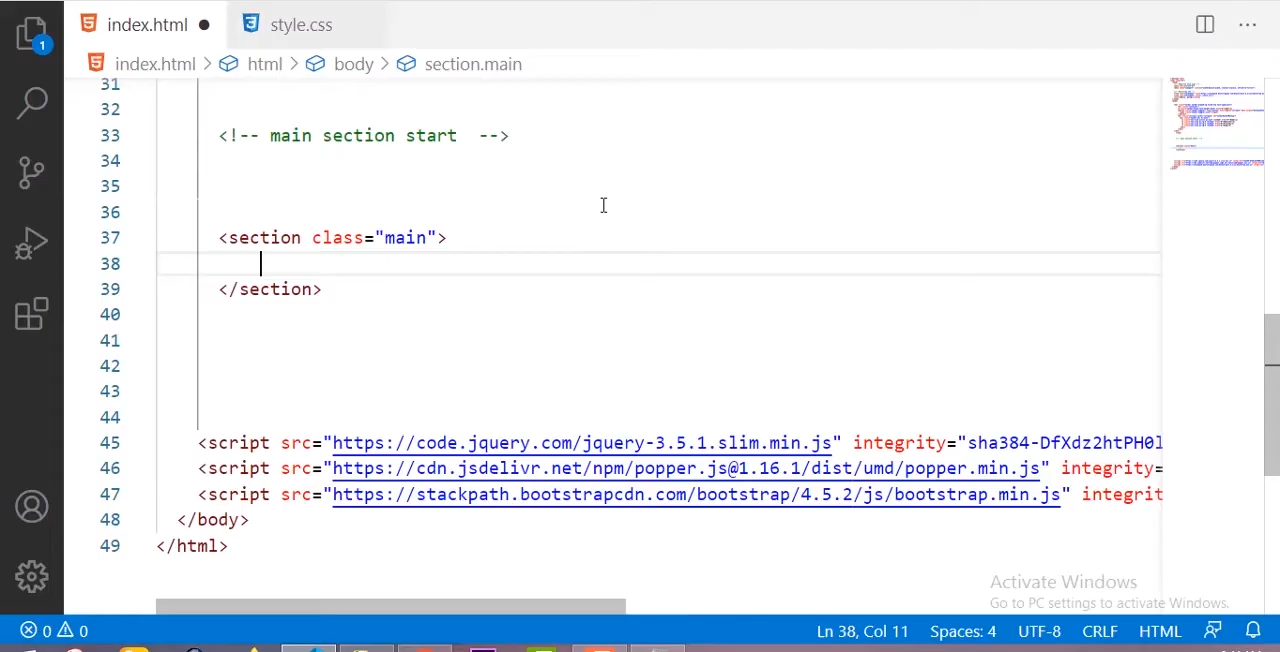 index.html ●
style.css
1
index.html > html > body > section.main
31
32
33 <!-- main section start  -->
34
35
36
37 <section class="main">
38
39 </section>
40
41
42
43
44
45 <script src="https://code.jquery.com/jquery-3.5.1.slim.min.js" integrity="sha384-DfXdz2htPH0l
46 <script src="https://cdn.jsdelivr.net/npm/popper.js@1.16.1/dist/umd/popper.min.js" integrity=
47 <script src="https://stackpath.bootstrapcdn.com/bootstrap/4.5.2/js/bootstrap.min.js" integrit
48 </body>
49 </html>
Activate Windows
Go to PC settings to activate Windows.
0 0
Ln 38, Col 11 Spaces: 4 UTF-8 CRLF HTML